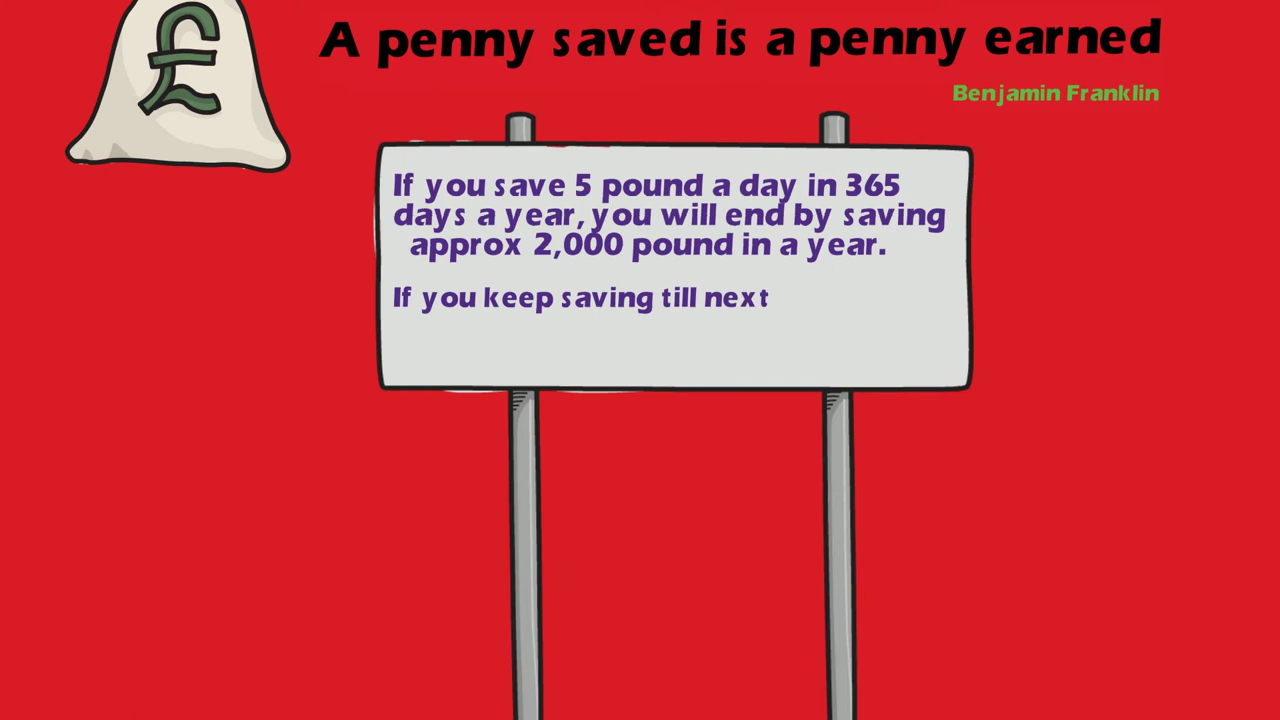 £
A penny saved is a penny earned
Benjamin Franklin
If you save 5 pound a day in 365
days a year, you will end by saving
approx 2,000 pound in a year.
If you keep saving till next